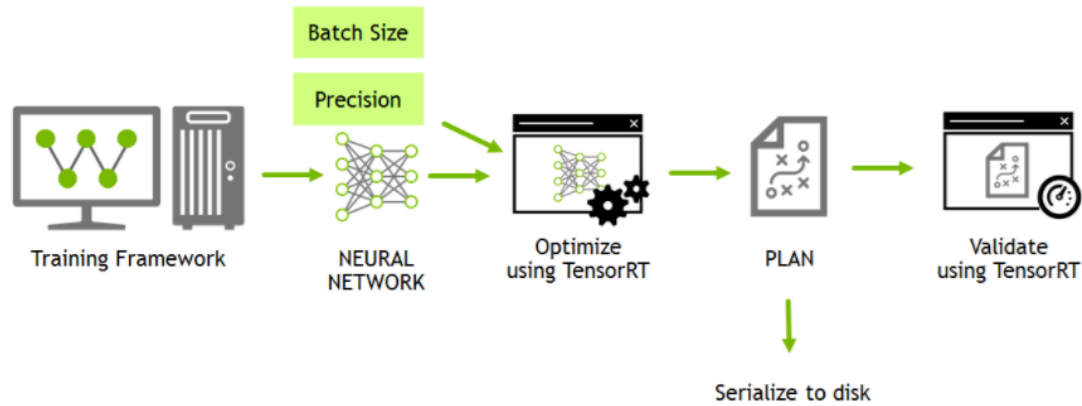 Batch Size
Precision
Training Framework
NEURAL
NETWORK
Optimize
using TensorRT
PLAN
Validate
using TensorRT
Serialize to disk